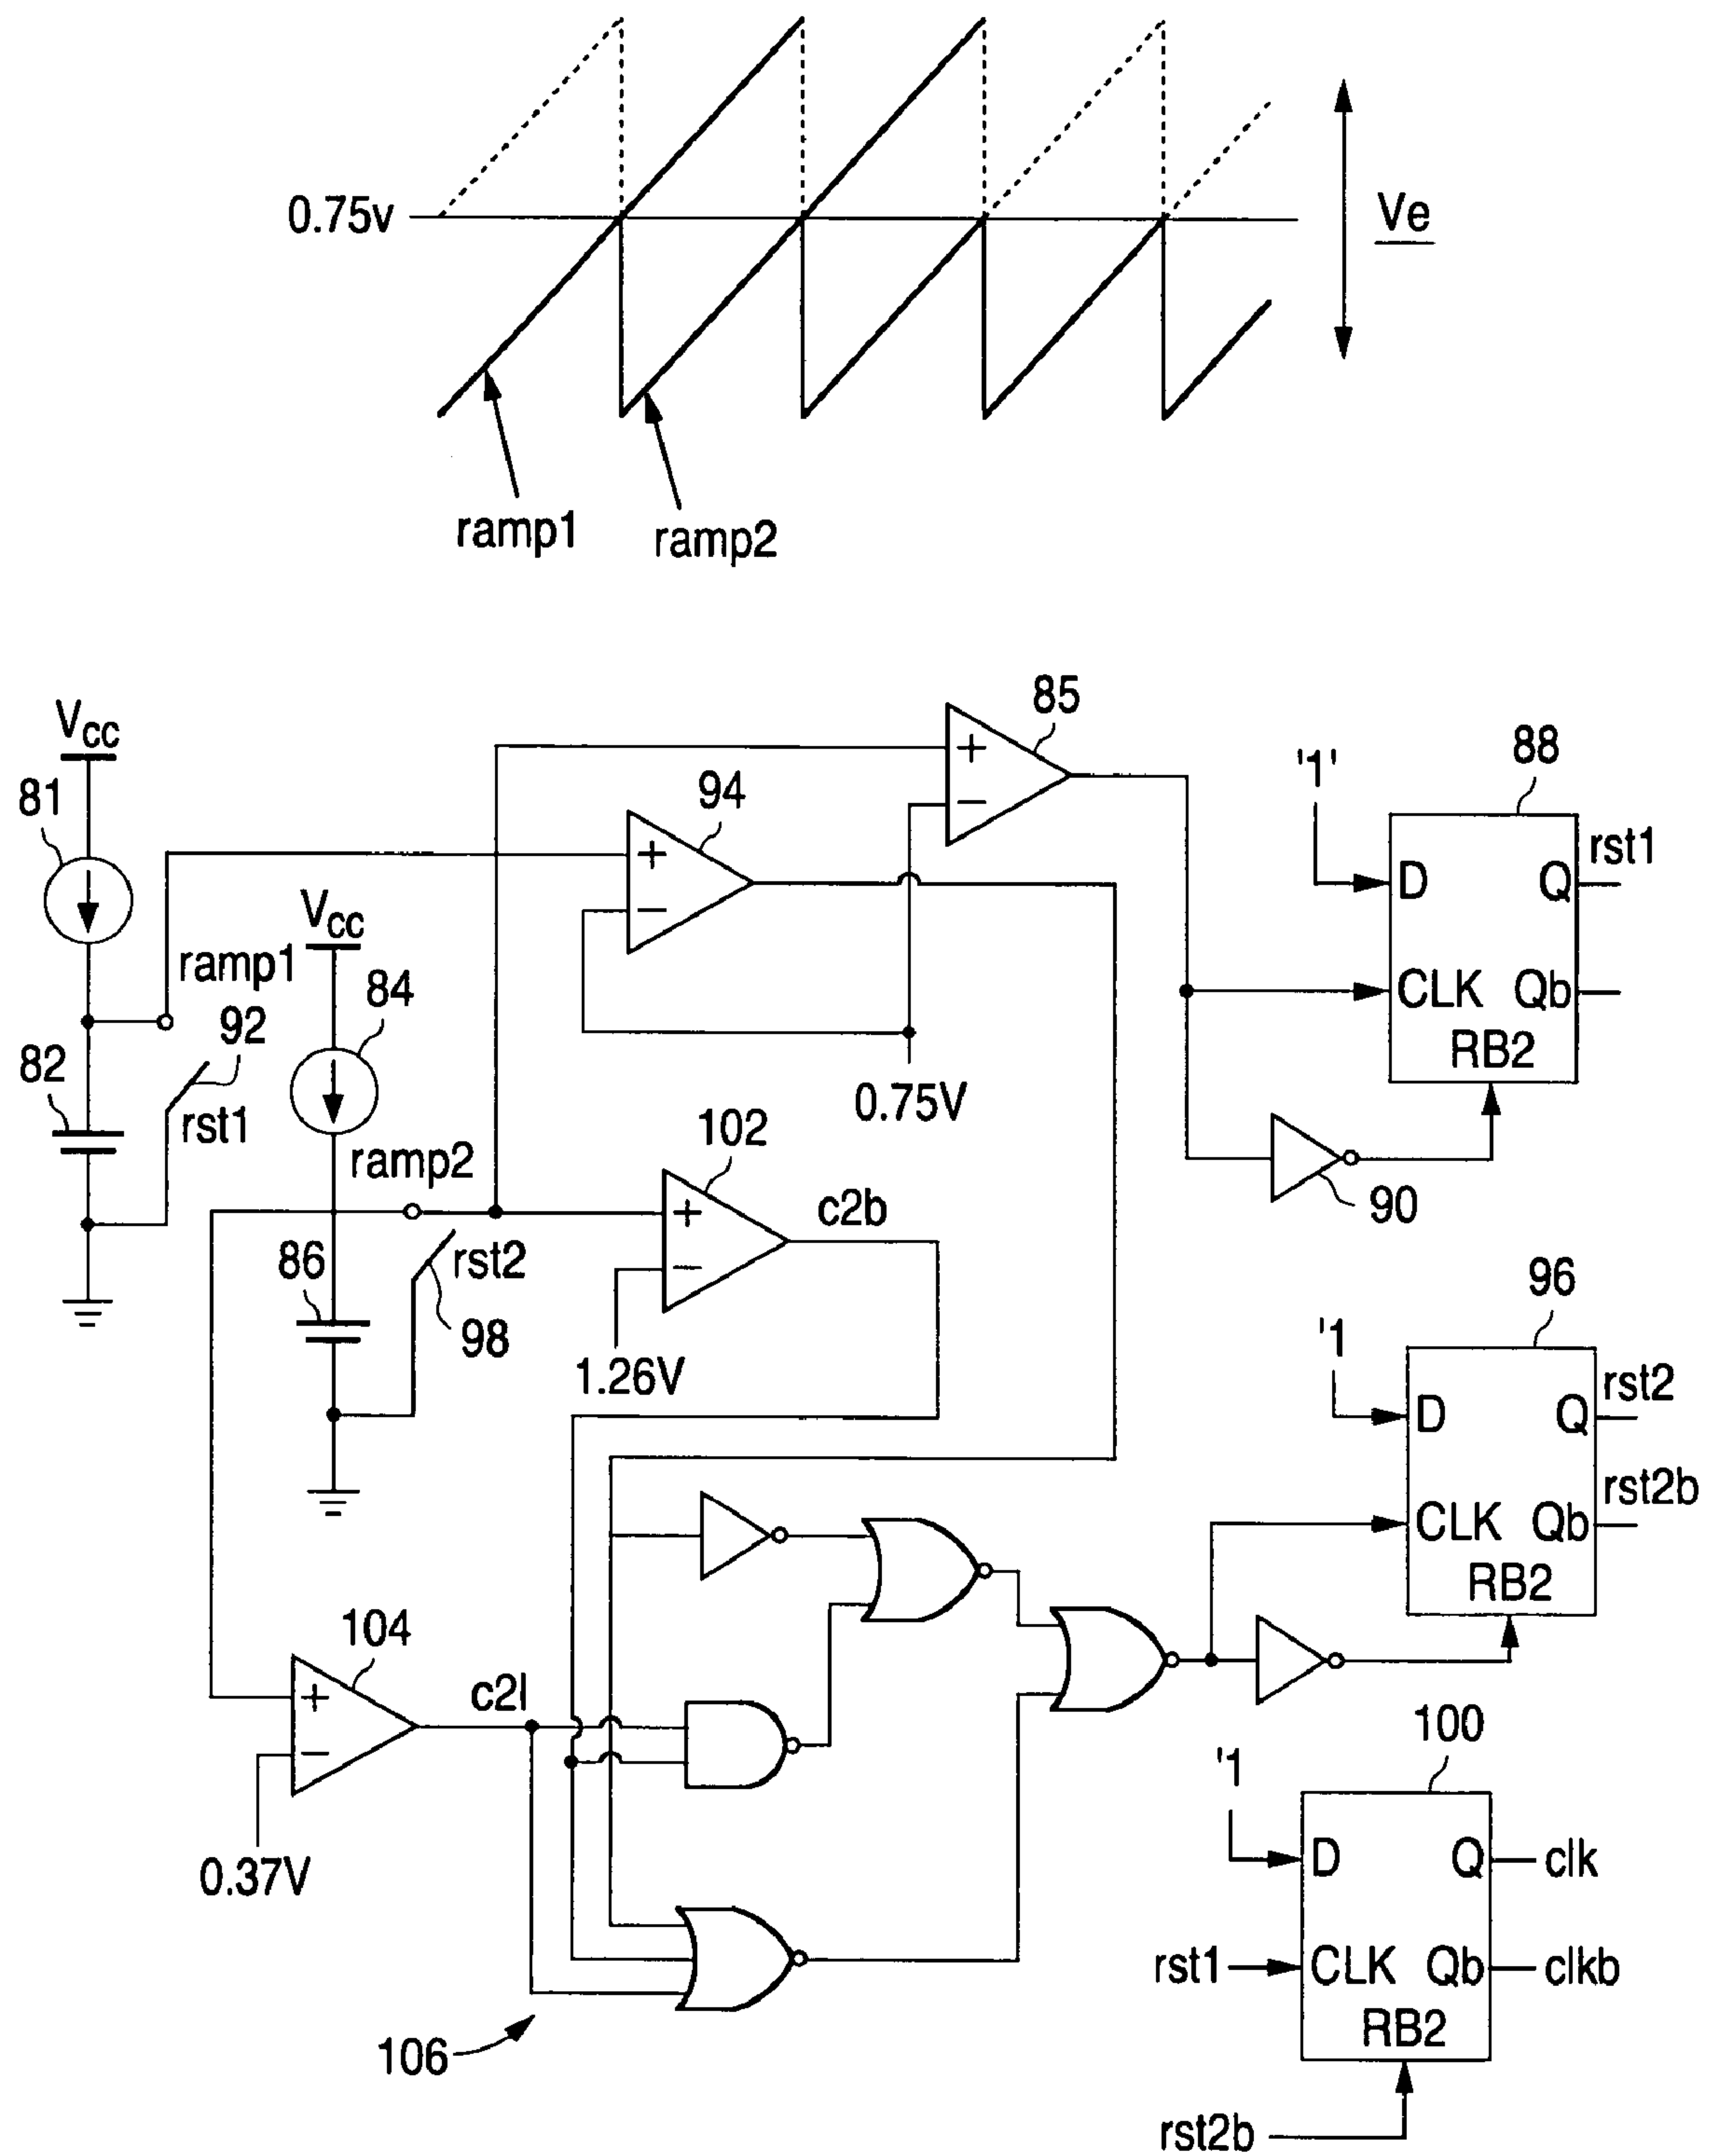 0.75v
Ve
ramp1
ramp2
85
Vcc
81
94
'1'
88
rst1
+
−
D
Q
CLK
Qb
RB2
+
−
Vcc
ramp1
84
92
82
rst1
0.75V
90
102
ramp2
c2b
+
−
86
rst2
98
1.26V
96
'1
D
Q
rst2
CLK
Qb
rst2b
RB2
104
c2l
+
−
0.37V
100
'1
D
Q
clk
rst1
CLK
Qb
clkb
RB2
106
rst2b